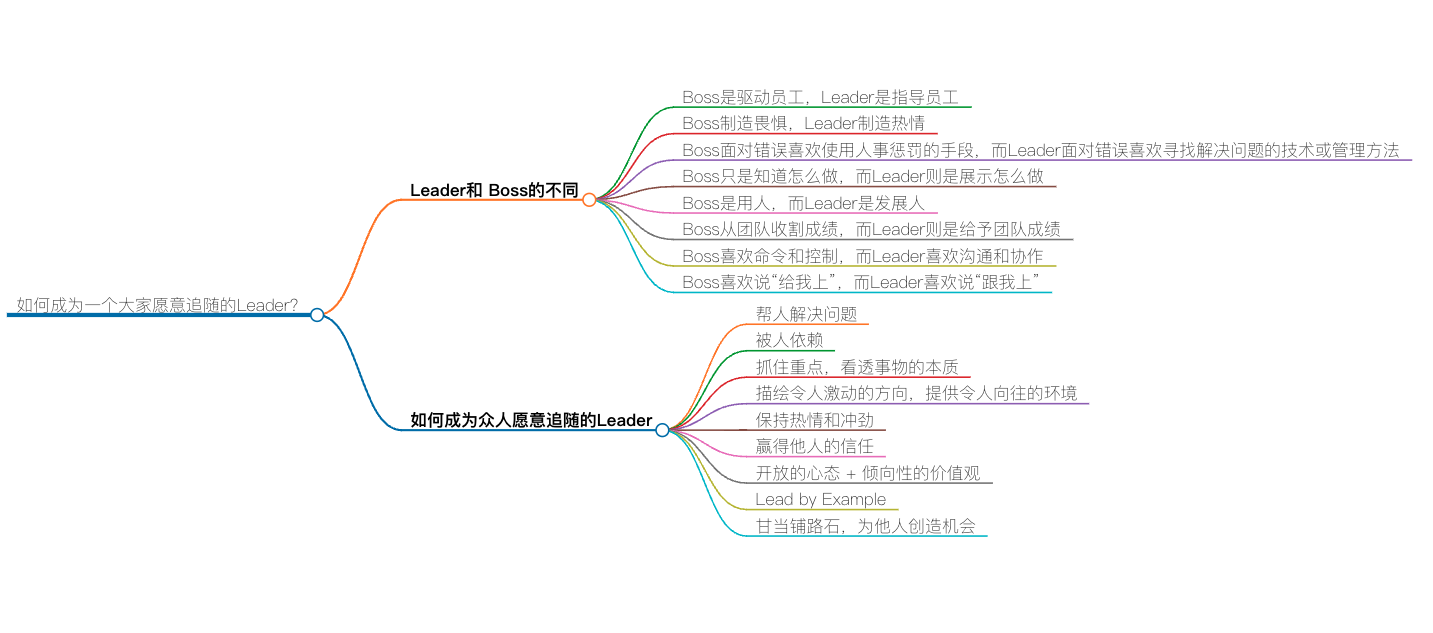 如何成为一个大家愿意追随的Leader?
Leader和 Boss的不同
Boss是驱动员工，Leader是指导员工
Boss制造畏惧，Leader制造热情
Boss面对错误喜欢使用人事惩罚的手段，而Leader面对错误喜欢寻找解决问题的技术或管理方法
Boss只是知道怎么做，而Leader则是展示怎么做
Boss是用人，而Leader是发展人
Boss从团队收割成绩，而Leader则是给予团队成绩
Boss喜欢命令和控制，而Leader喜欢沟通和协作
Boss喜欢说“给我上”，而Leader喜欢说“跟我上”
如何成为众人愿意追随的Leader
帮人解决问题
被人依赖
抓住重点，看透事物的本质
描绘令人激动的方向，提供令人向往的环境
保持热情和冲劲
赢得他人的信任
开放的心态 + 倾向性的价值观
Lead by Example
甘当铺路石，为他人创造机会